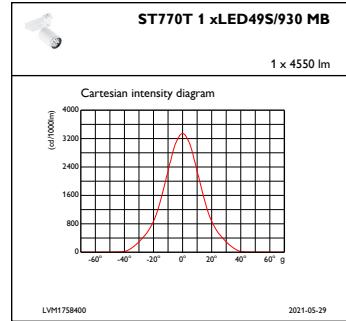 ST770T 1 xLED49S/930 MB
1 x 4550 lm
Cartesian intensity diagram
(cd/1000lm)
4000
3200
2400
1600
800
0
-60° -40° -20° 0° 20° 40° 60° g
LVM1758400 2021-05-29